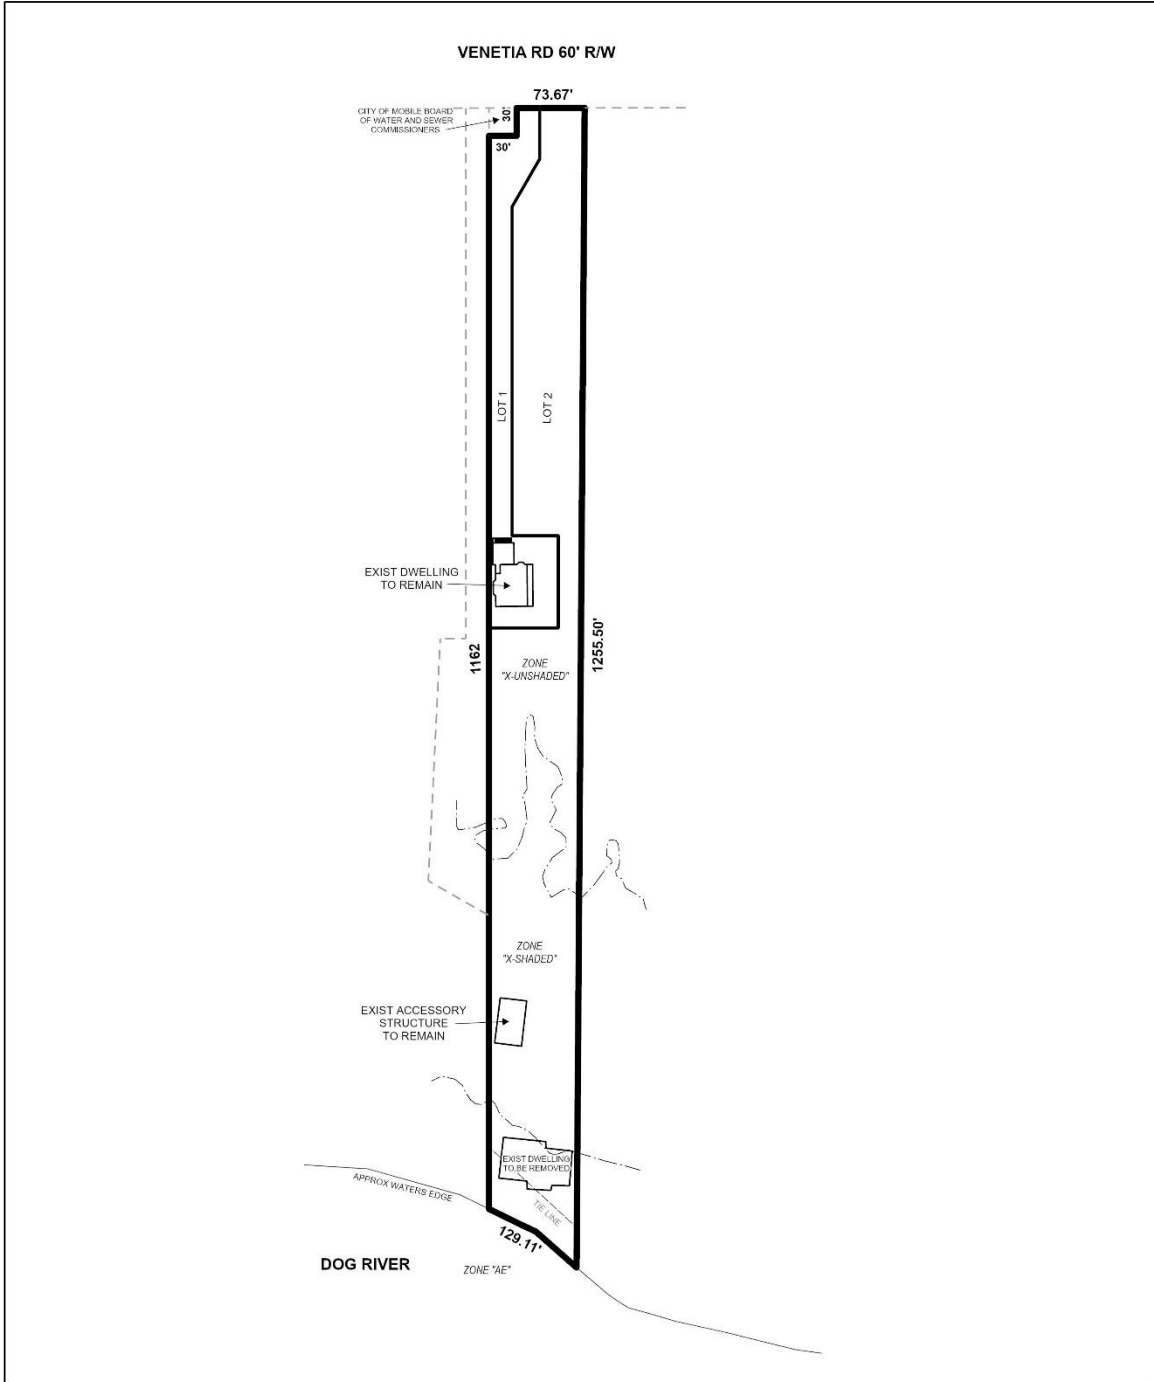 VENETIA RD 60' R/W
73.67'
CITY OF MOBILE BOARD
OF WATER AND SEWER
COMMISSIONERS
30'
30'
LOT 1
LOT 2
EXIST DWELLING
TO REMAIN
1162
1255.50'
ZONE
"X-UNSHADED"
ZONE
"X-SHADED"
EXIST ACCESSORY
STRUCTURE
TO REMAIN
EXIST DWELLING
TO BE REMOVED
APPROX WATERS EDGE
TIE LINE
129.11'
DOG RIVER
ZONE "AE"